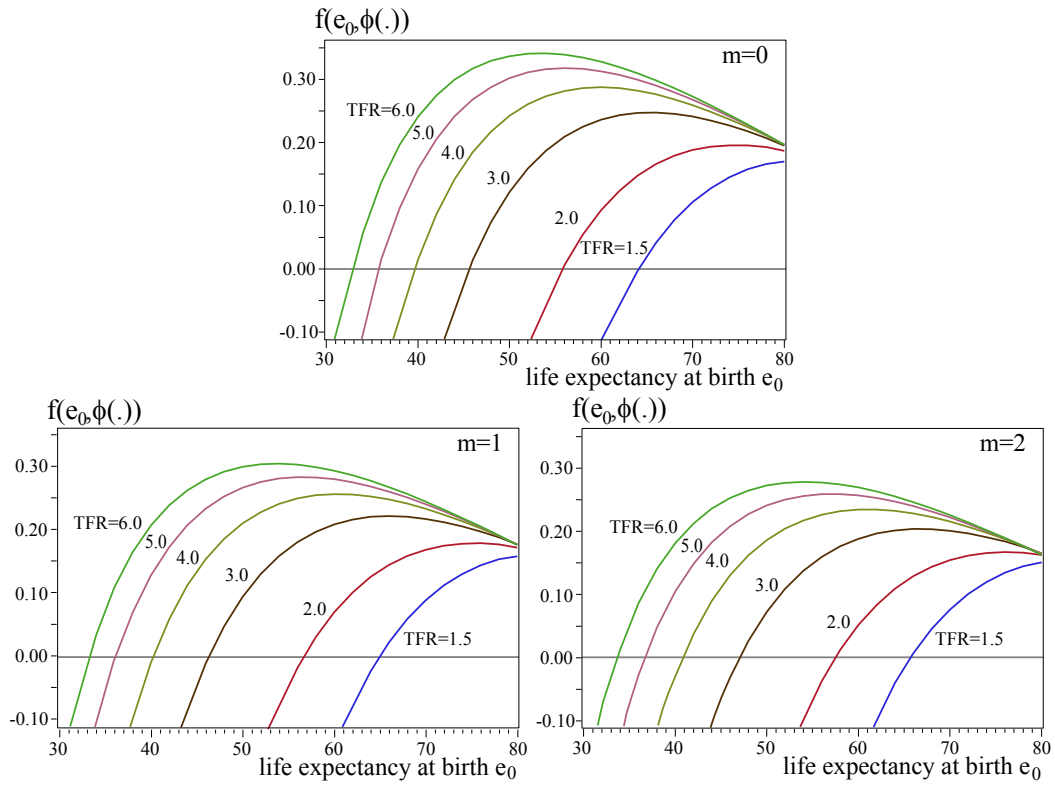 f(e₀,ϕ(.))
m=0
0.30
TFR=6.0
5.0
4.0
0.20
3.0
0.10
2.0
TFR=1.5
0.00
-0.10
30 40 50 60 70 80
life expectancy at birth e₀
f(e₀,ϕ(.))
m=1
0.30
TFR=6.0
5.0
0.20
4.0
3.0
0.10
2.0
TFR=1.5
0.00
-0.10
30 40 50 60 70 80
life expectancy at birth e₀
f(e₀,ϕ(.))
m=2
0.30
TFR=6.0
0.20
5.0
4.0
3.0
0.10
2.0
TFR=1.5
0.00
-0.10
30 40 50 60 70 80
life expectancy at birth e₀